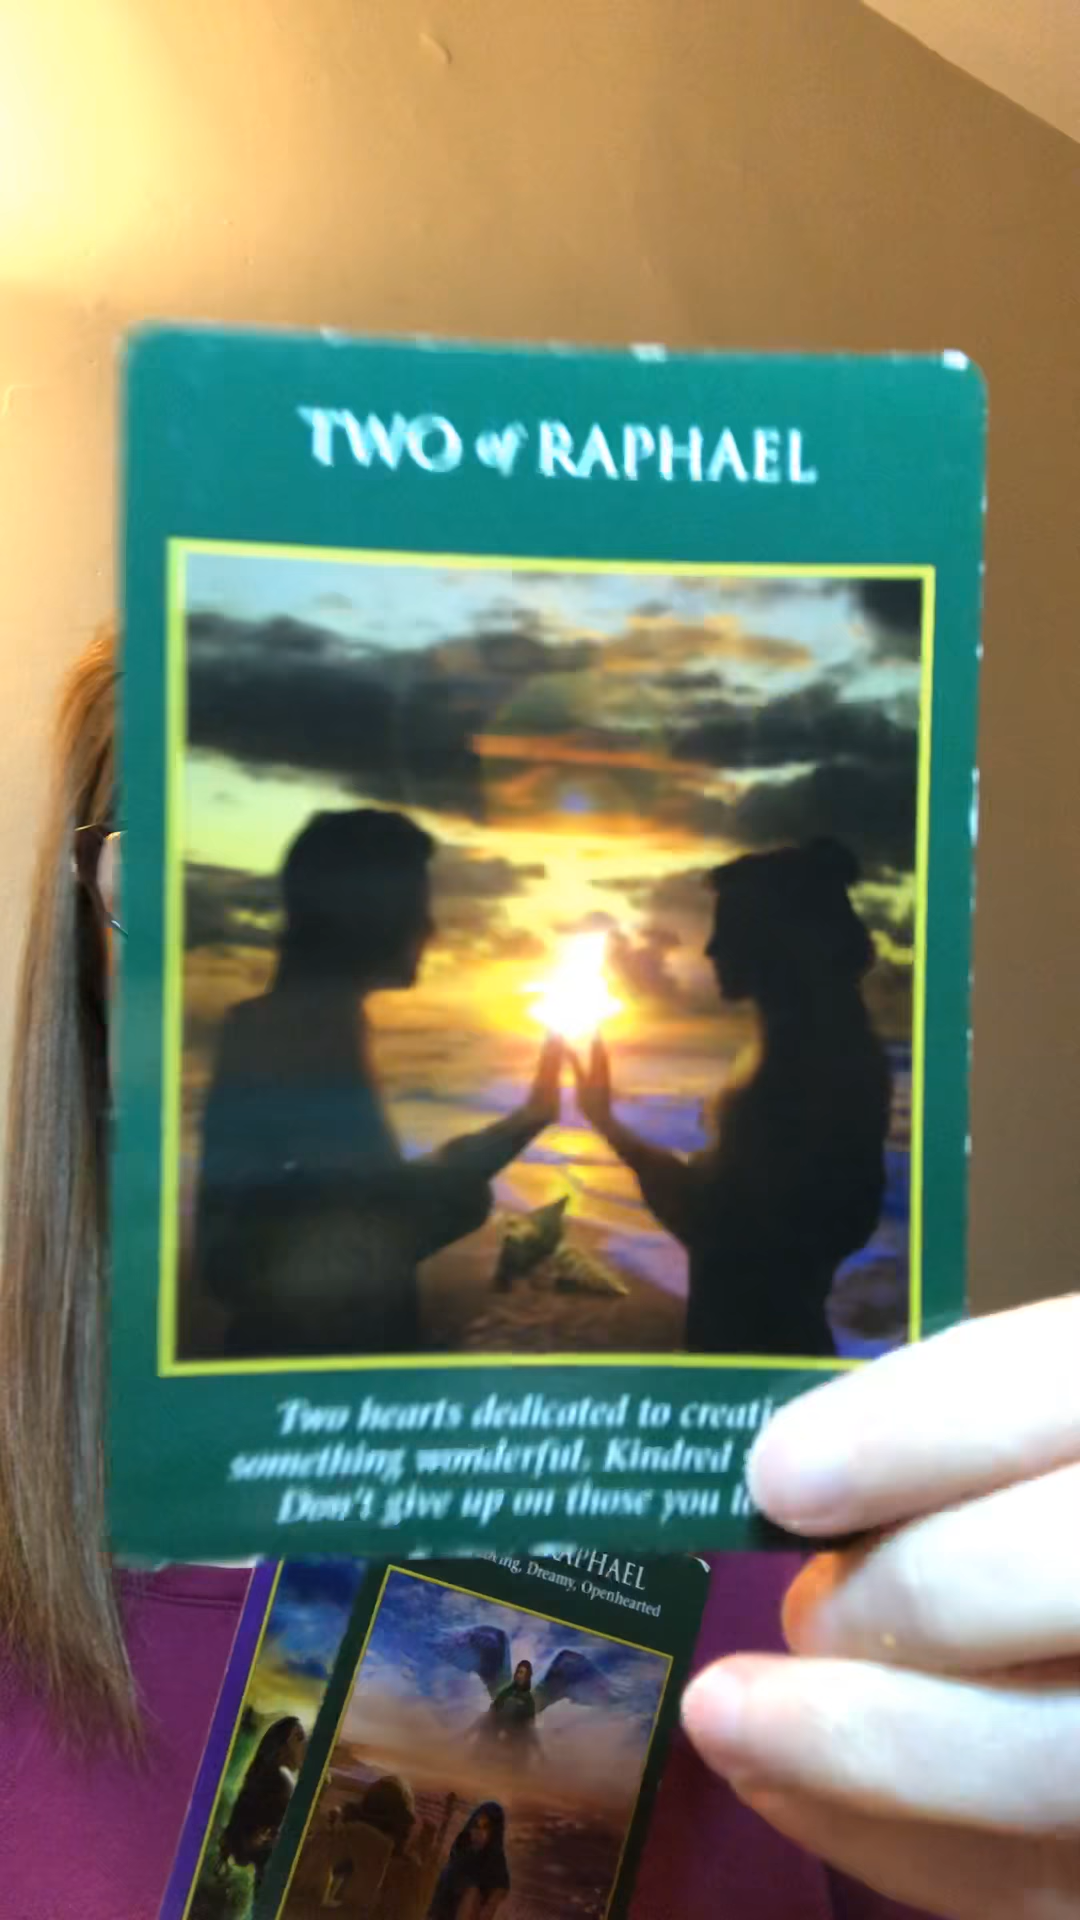 TWO of RAPHAEL
Two hearts dedicated to
something wonderful. Kindred
Don't give up on those you
RAPHAEL
Dreamy, Openhearted